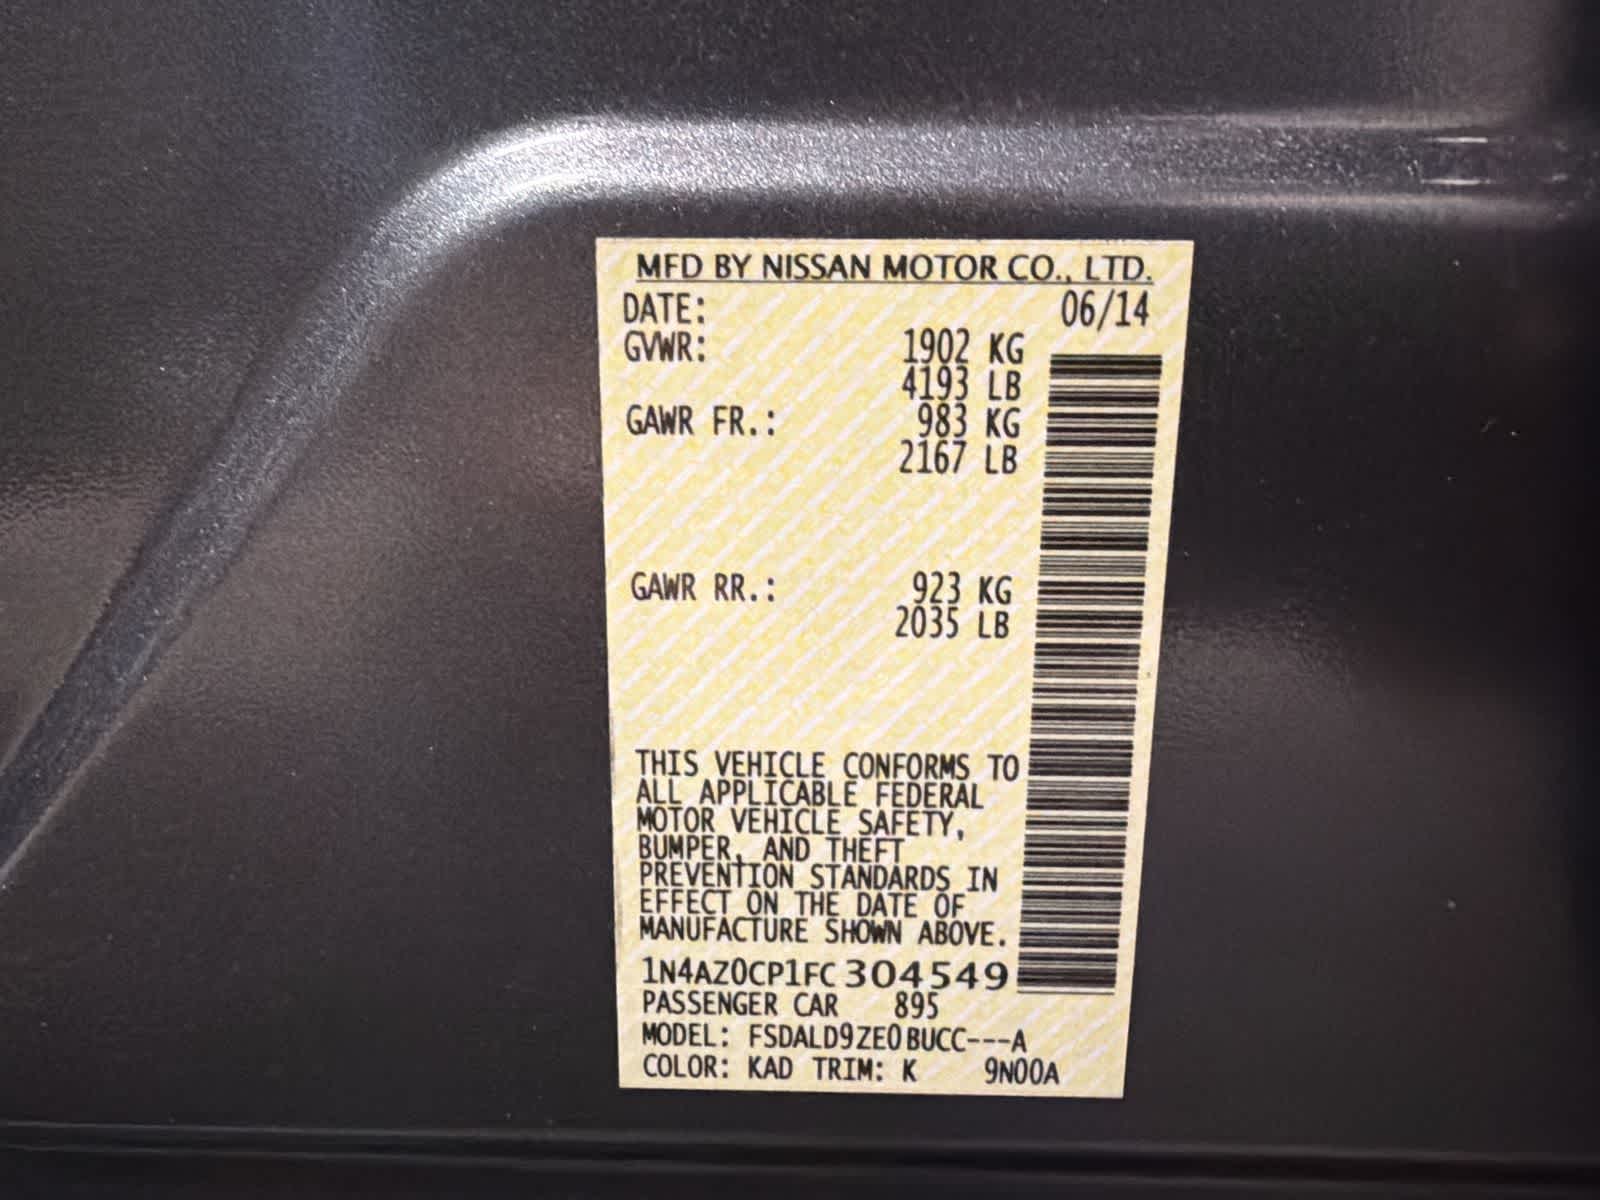 MFD BY NISSAN MOTOR CO., LTD.
DATE: 06/14
GVWR: 1902 KG
4193 LB
GAWR FR.: 983 KG
2167 LB
GAWR RR.: 923 KG
2035 LB
THIS VEHICLE CONFORMS TO
ALL APPLICABLE FEDERAL
MOTOR VEHICLE SAFETY,
BUMPER, AND THEFT
PREVENTION STANDARDS IN
EFFECT ON THE DATE OF
MANUFACTURE SHOWN ABOVE.
1N4AZ0CP1FC304549
PASSENGER CAR 895
MODEL: FSDALD9ZE0BUCC---A
COLOR: KAD TRIM: K 9N00A